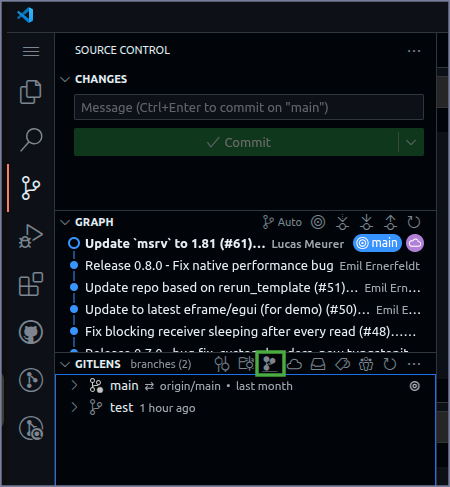 SOURCE CONTROL
CHANGES
Message (Ctrl+Enter to commit on "main")
Commit
GRAPH
Auto
Update `msrv` to 1.81 (#61)... Lucas Meurer main
Release 0.8.0 - Fix native performance bug Emil Ernerfeldt
Update repo based on rerun_template (#51)... Emil Ern...
Update to latest eframe/egui (for demo) (#50)... Emil E...
Fix blocking receiver sleeping after every read (#48)......
GITLENS branches (2)
main ⇄ origin/main • last month
test 1 hour ago